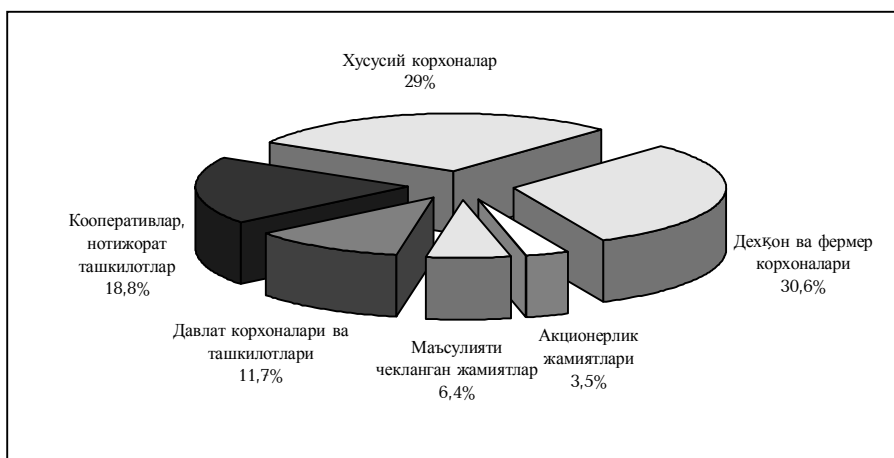 Хусусий корхоналар
29%
Кооперативлар,
нотижорат
ташкилотлар
18,8%
Деҳқон ва фермер
корхоналари
30,6%
Давлат корхоналари ва
ташкилотлари
11,7%
Маъсулияти
чекланган жамиятлар
6,4%
Акционерлик
жамиятлари
3,5%